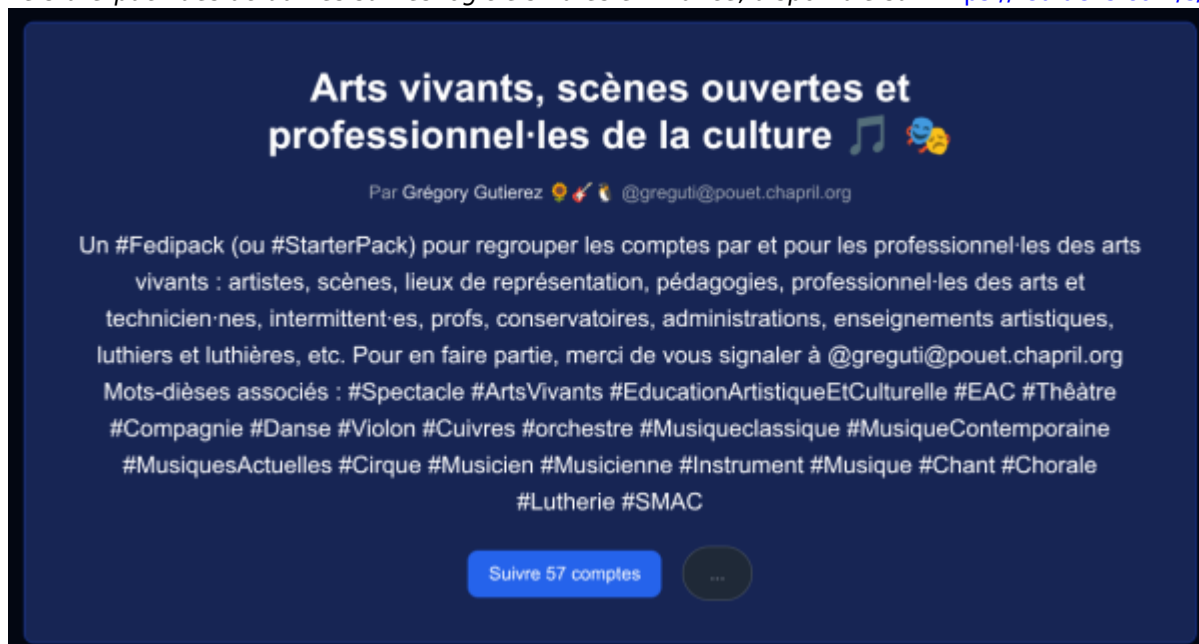 Arts vivants, scènes ouvertes et
professionnel·les de la culture 🎵 🎭
Par Grégory Gutierez 🌻🎸🐧 @greguti@pouet.chapril.org
Un #Fedipack (ou #StarterPack) pour regrouper les comptes par et pour les professionnel·les des arts
vivants : artistes, scènes, lieux de représentation, pédagogies, professionnel·les des arts et
technicien·nes, intermittent·es, profs, conservatoires, administrations, enseignements artistiques,
luthiers et luthières, etc. Pour en faire partie, merci de vous signaler à @greguti@pouet.chapril.org
Mots-dièses associés : #Spectacle #ArtsVivants #EducationArtistiqueEtCulturelle #EAC #Théàtre
#Compagnie #Danse #Violon #Cuivres #orchestre #Musiqueclassique #MusiqueContemporaine
#MusiquesActuelles #Cirque #Musicien #Musicienne #Instrument #Musique #Chant #Chorale
#Lutherie #SMAC
Suivre 57 comptes ...